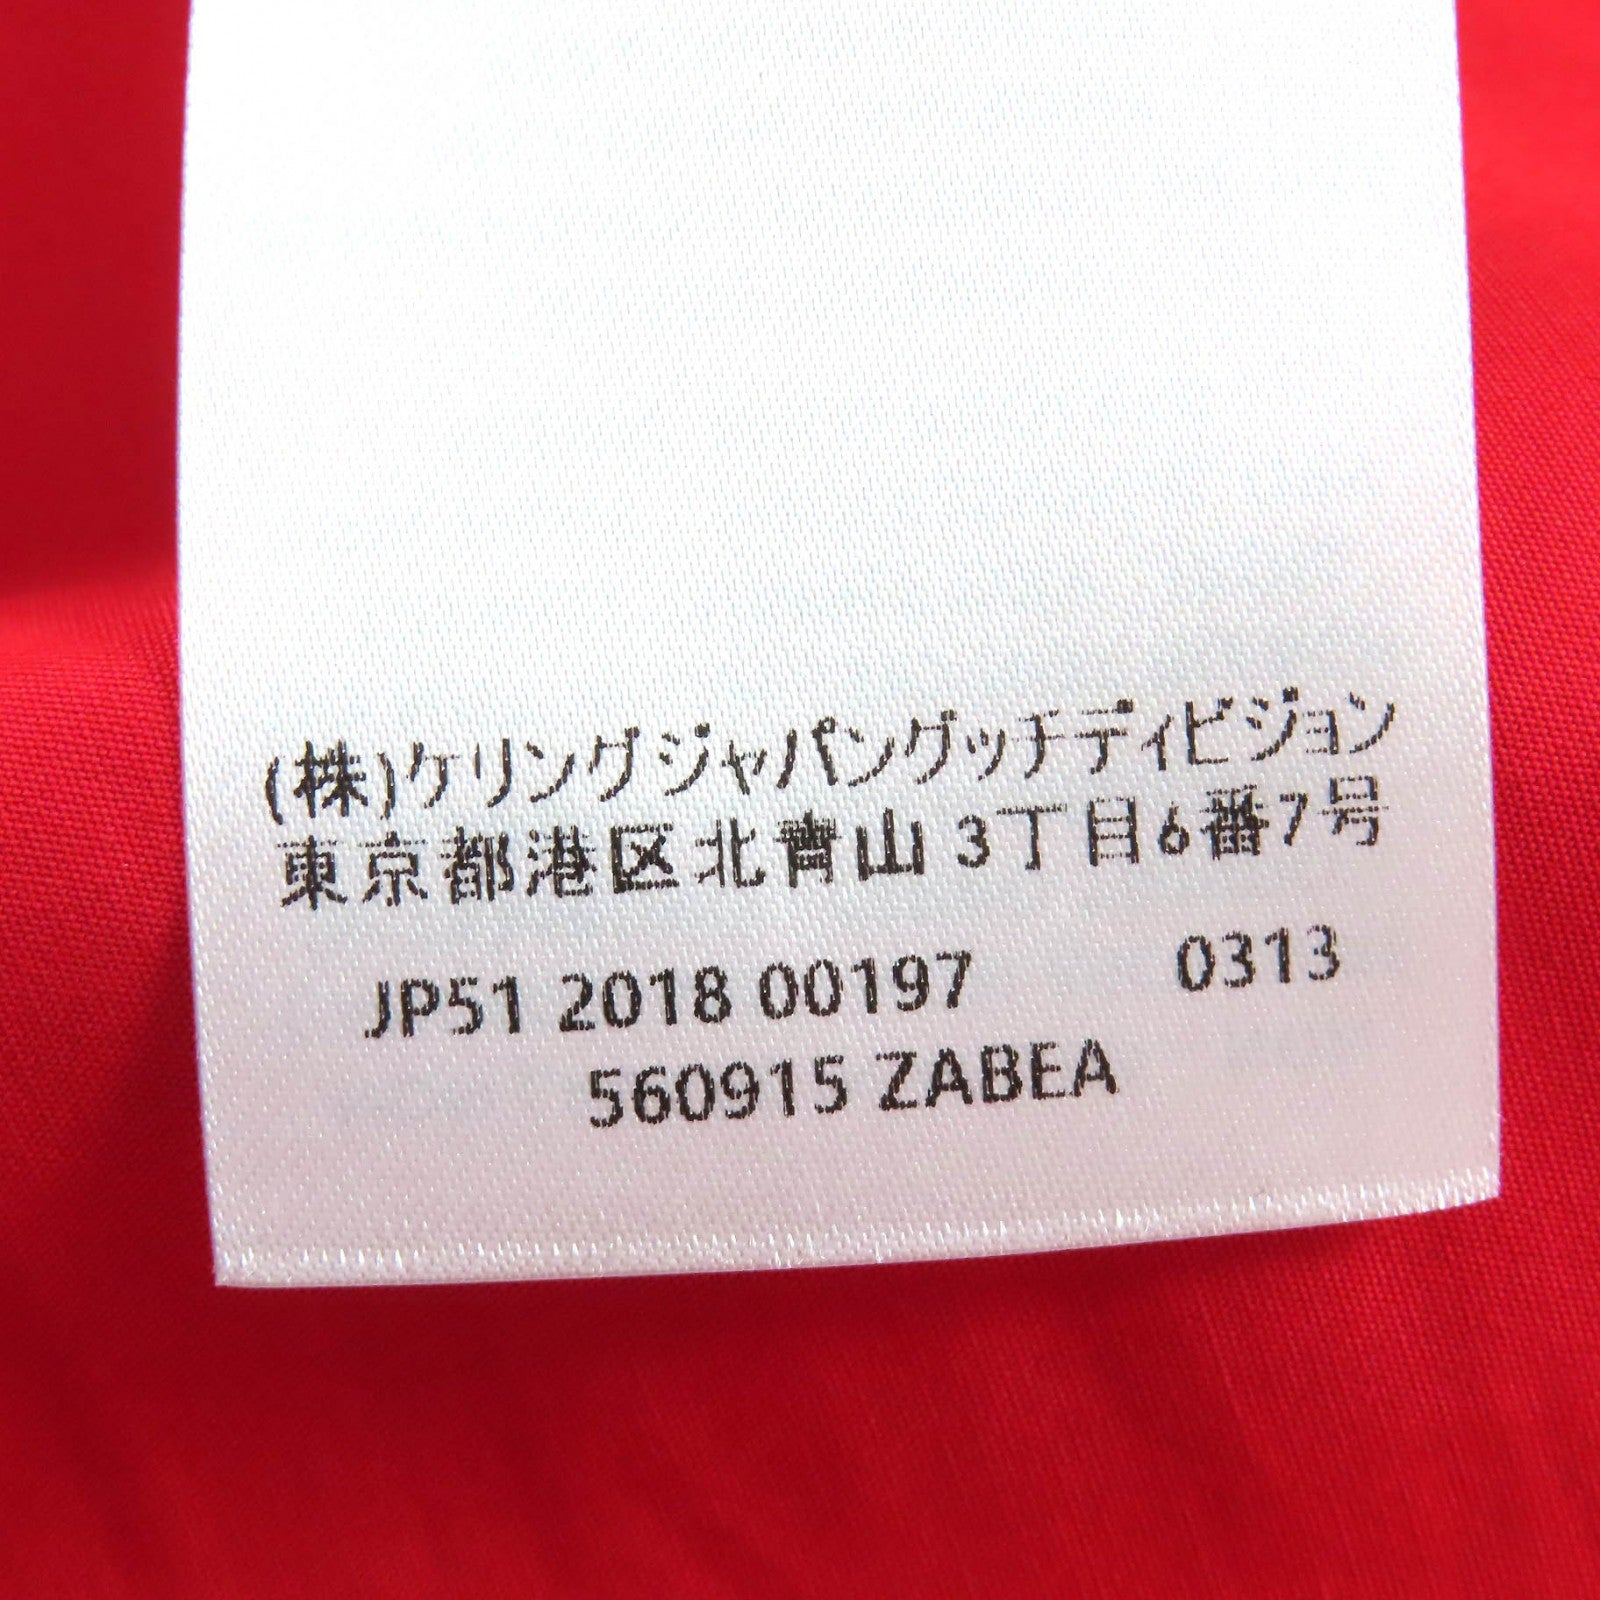 (株)ケリングジャパングッチディビジョン
東京都港区北青山3丁目6番7号
JP51 2018 00197 0313
560915 ZABEA